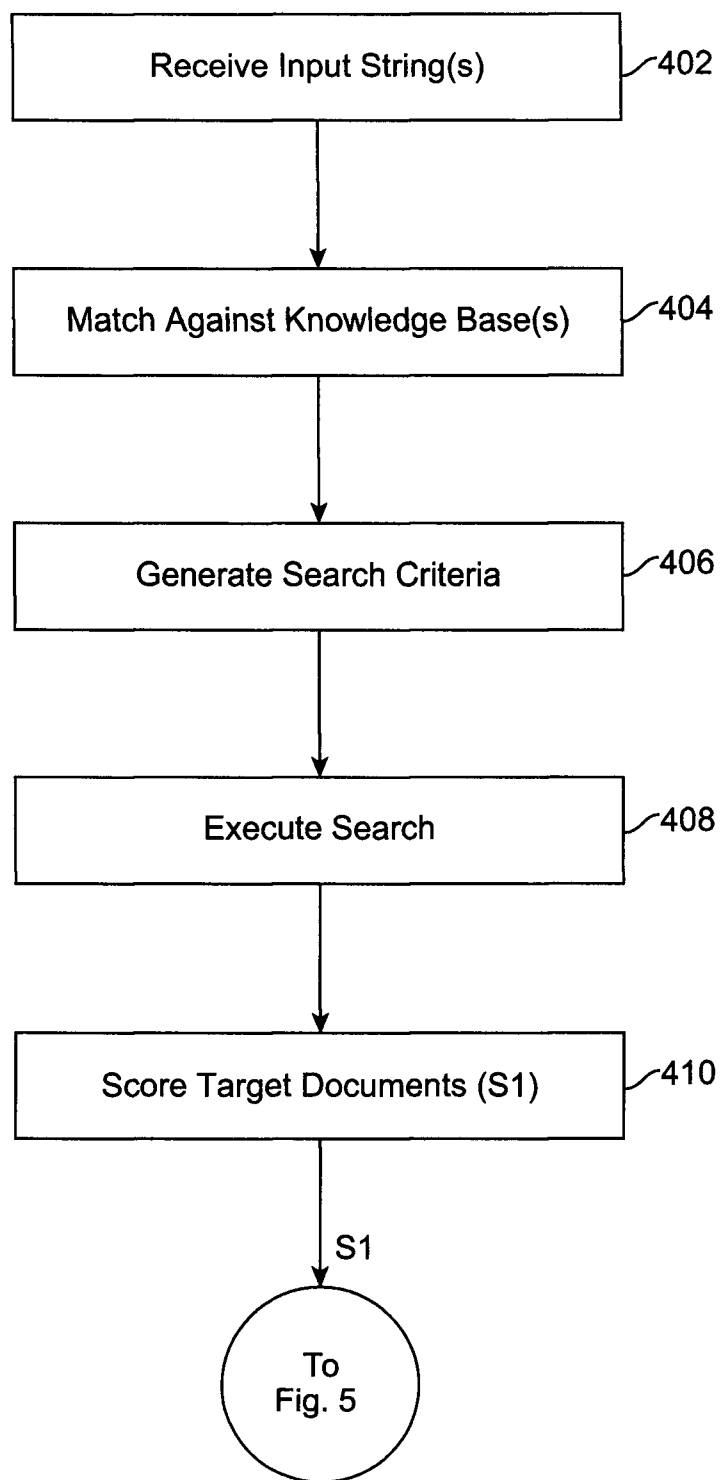 Receive Input String(s)
402
Match Against Knowledge Base(s)
404
Generate Search Criteria
406
Execute Search
408
Score Target Documents (S1)
410
S1
To
Fig. 5